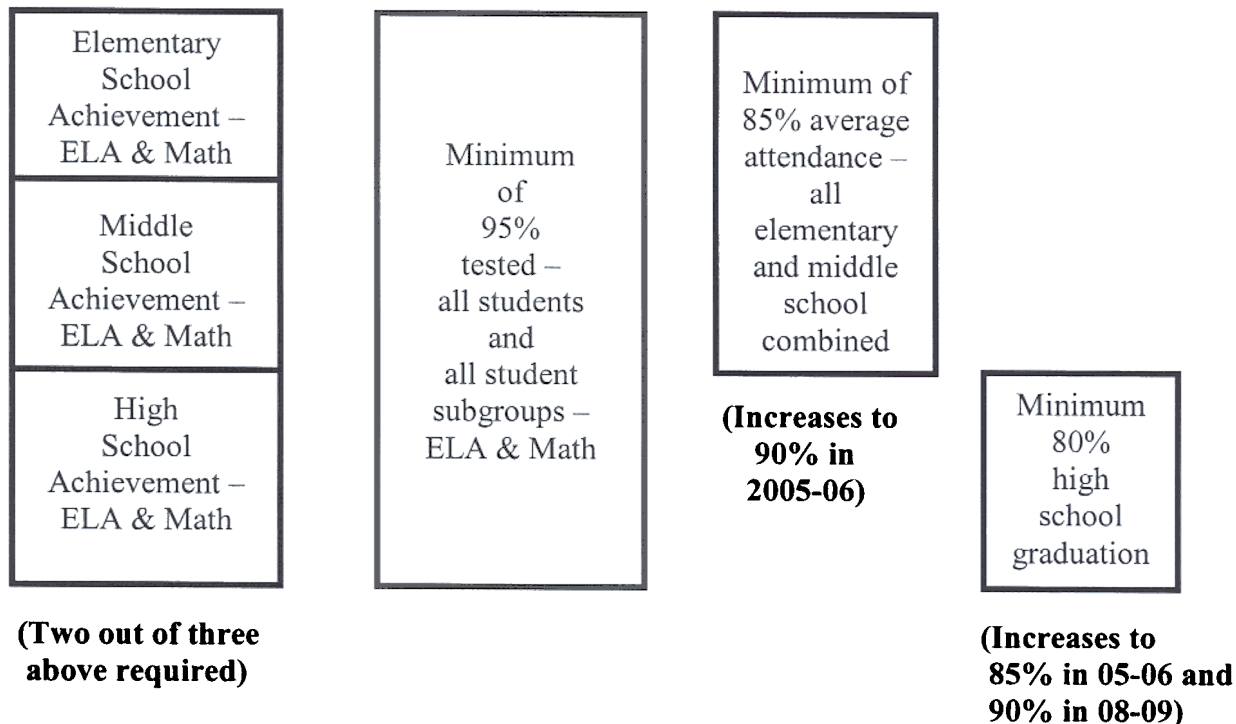 Elementary
School
Achievement –
ELA & Math
Middle
School
Achievement –
ELA & Math
High
School
Achievement –
ELA & Math
(Two out of three
above required)
Minimum
of
95%
tested –
all students
and
all student
subgroups –
ELA & Math
Minimum of
85% average
attendance –
all
elementary
and middle
school
combined
(Increases to
90% in
2005-06)
Minimum
80%
high
school
graduation
(Increases to
85% in 05-06 and
90% in 08-09)